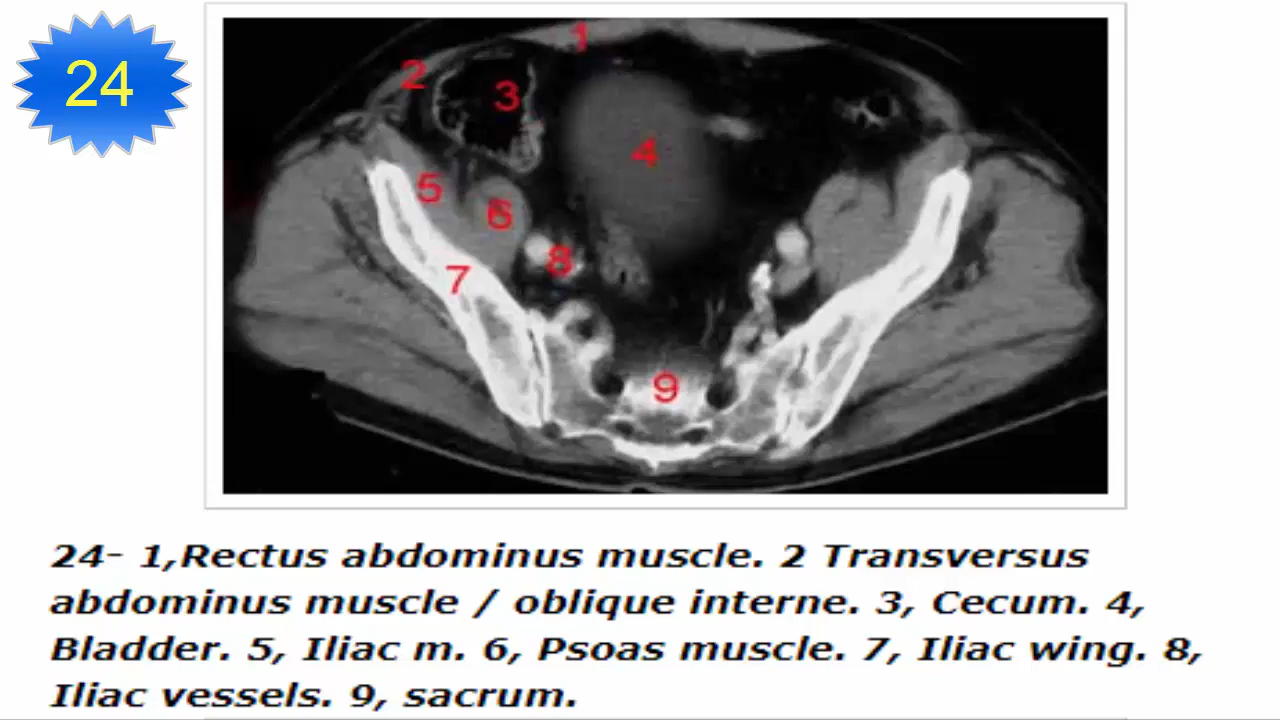 24
1
2
3
4
5
6
7
8
9
24- 1,Rectus abdominus muscle. 2 Transversus
abdominus muscle / oblique interne. 3, Cecum. 4,
Bladder. 5, Iliac m. 6, Psoas muscle. 7, Iliac wing. 8,
Iliac vessels. 9, sacrum.